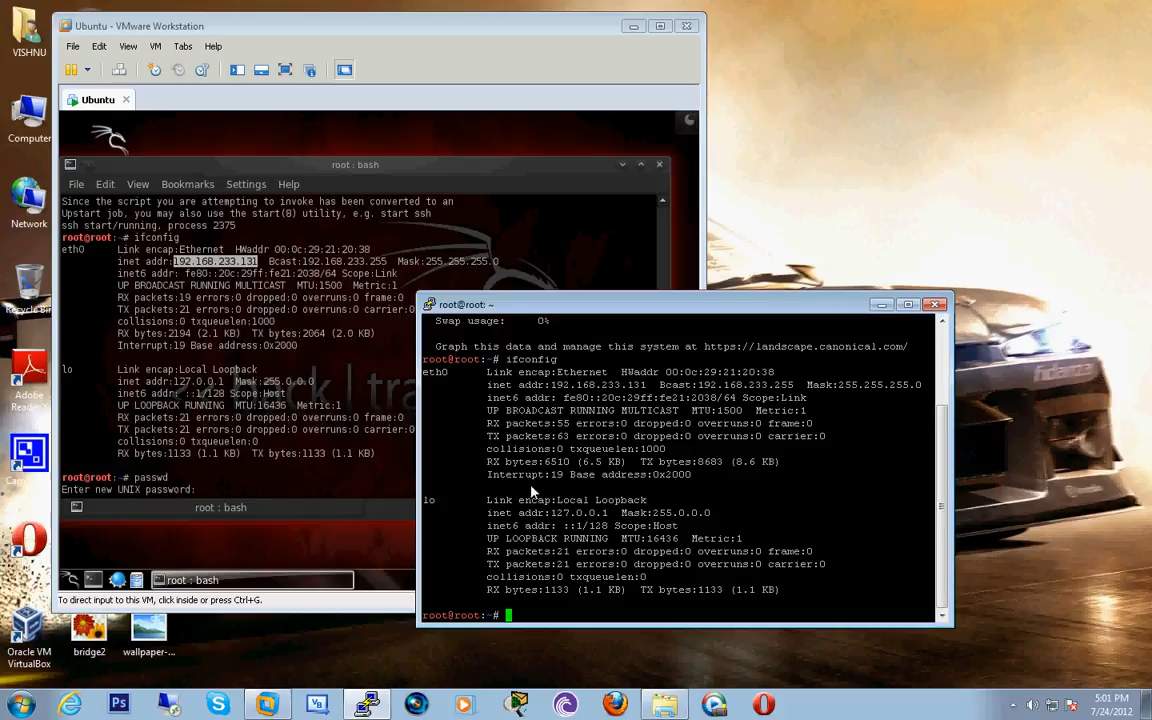 VISHNU
Computer
Network
Recycle Bin
Adobe
Reader
Oracle VM
VirtualBox
bridge2
wallpaper-...
Ubuntu - VMware Workstation
File Edit View VM Tabs Help
Ubuntu
root : bash
File Edit View Bookmarks Settings Help
Since the script you are attempting to invoke has been converted to an
Upstart job, you may also use the start(8) utility, e.g. start ssh
ssh start/running, process 2375
root@root:~# ifconfig
eth0 Link encap:Ethernet HWaddr 00:0c:29:21:20:38
inet addr:192.168.233.131 Bcast:192.168.233.255 Mask:255.255.255.0
inet6 addr: fe80::20c:29ff:fe21:2038/64 Scope:Link
UP BROADCAST RUNNING MULTICAST MTU:1500 Metric:1
RX packets:19 errors:0 dropped:0 overruns:0 frame:0
TX packets:21 errors:0 dropped:0 overruns:0 carrier:0
collisions:0 txqueuelen:1000
RX bytes:2194 (2.1 KB) TX bytes:2064 (2.0 KB)
Interrupt:19 Base address:0x2000
lo Link encap:Local Loopback
inet addr:127.0.0.1 Mask:255.0.0.0
inet6 addr: ::1/128 Scope:Host
UP LOOPBACK RUNNING MTU:16436 Metric:1
RX packets:21 errors:0 dropped:0 overruns:0
TX packets:21 errors:0 dropped:0 overruns:0
collisions:0 txqueuelen:0
RX bytes:1133 (1.1 KB) TX bytes:1133 (1.1 KB)
root@root:~# passwd
Enter new UNIX password:
root : bash
root : bash
To direct input to this VM, click inside or press Ctrl+G.
root@root: ~
Swap usage: 0%
Graph this data and manage this system at https://landscape.canonical.com/
root@root:~# ifconfig
eth0 Link encap:Ethernet HWaddr 00:0c:29:21:20:38
inet addr:192.168.233.131 Bcast:192.168.233.255 Mask:255.255.255.0
inet6 addr: fe80::20c:29ff:fe21:2038/64 Scope:Link
UP BROADCAST RUNNING MULTICAST MTU:1500 Metric:1
RX packets:55 errors:0 dropped:0 overruns:0 frame:0
TX packets:63 errors:0 dropped:0 overruns:0 carrier:0
collisions:0 txqueuelen:1000
RX bytes:6510 (6.5 KB) TX bytes:8683 (8.6 KB)
Interrupt:19 Base address:0x2000
lo Link encap:Local Loopback
inet addr:127.0.0.1 Mask:255.0.0.0
inet6 addr: ::1/128 Scope:Host
UP LOOPBACK RUNNING MTU:16436 Metric:1
RX packets:21 errors:0 dropped:0 overruns:0 frame:0
TX packets:21 errors:0 dropped:0 overruns:0 carrier:0
collisions:0 txqueuelen:0
RX bytes:1133 (1.1 KB) TX bytes:1133 (1.1 KB)
root@root:~#
Ps
5:01 PM
7/24/2012